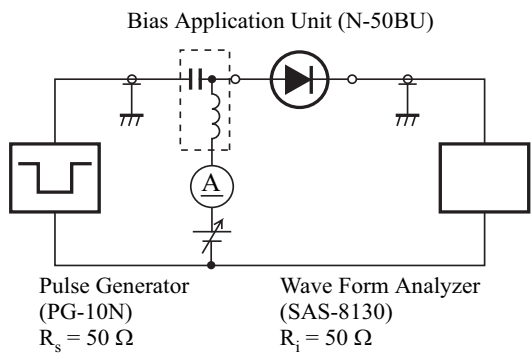 Bias Application Unit (N-50BU)
A
Pulse Generator
(PG-10N)
Rs = 50 Ω
Wave Form Analyzer
(SAS-8130)
Ri = 50 Ω